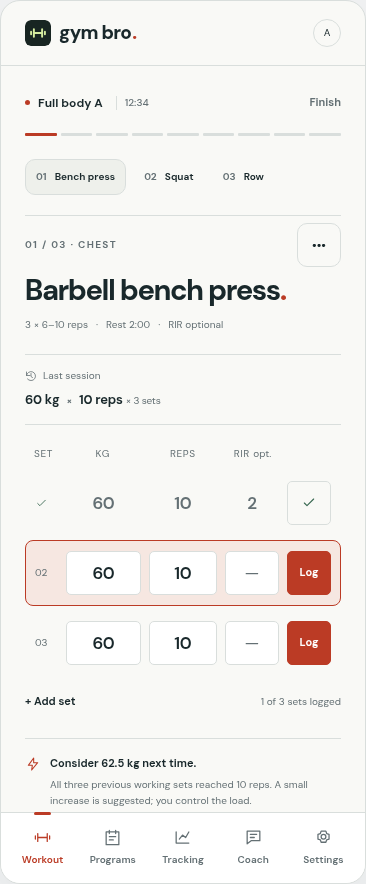 gym bro.
A
Full body A 12:34 Finish
01 Bench press 02 Squat 03 Row
01 / 03 · CHEST
•••
Barbell bench press.
3 × 6–10 reps · Rest 2:00 · RIR optional
Last session
60 kg × 10 reps × 3 sets
SET KG REPS RIR opt.
✓ 60 10 2 ✓
02 60 10 — Log
03 60 10 — Log
+ Add set 1 of 3 sets logged
Consider 62.5 kg next time.
All three previous working sets reached 10 reps. A small
increase is suggested; you control the load.
Workout Programs Tracking Coach Settings